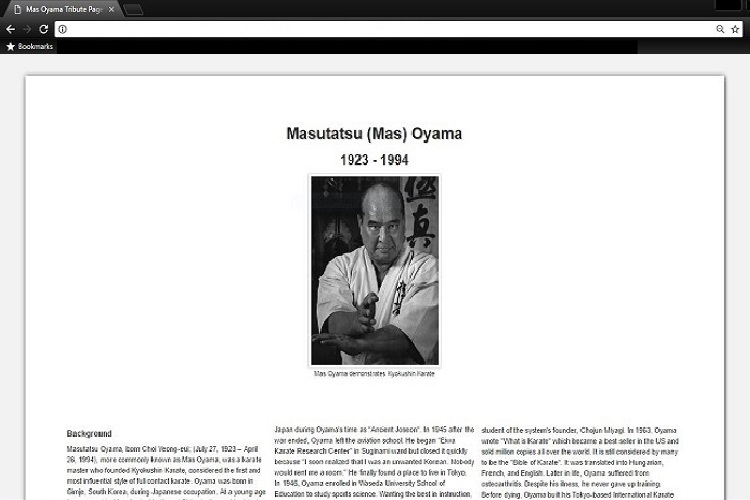 Mas Oyama Tribute Page
Bookmarks
Masutatsu (Mas) Oyama
1923 - 1994
極真
Mas Oyama demonstrates Kyokushin Karate
Background
Masutatsu Oyama, born Choi Yeong-eui; (July 27, 1923 – April
26, 1994), more commonly known as Mas Oyama, was a karate
master who founded Kyokushin Karate, considered the first and
most influential style of full contact karate. Oyama was born in
Gimje, South Korea, during Japanese occupation. At a young age
Japan during Oyama's time as "Ancient Joseon". In 1945 after the
war ended, Oyama left the aviation school. He began "Eiwa
Karate Research Center" in Suginami ward but closed it quickly
because "I soon realized that I was an unwanted Korean. Nobody
would rent me a room." He finally found a place to live in Tokyo.
In 1945, Oyama enrolled in Waseda University School of
Education to study sports science. Wanting the best in instruction,
student of the system's founder, Chojun Miyagi. In 1963, Oyama
wrote "What is Karate" which became a best seller in the US and
sold million copies all over the world. It is still considered by many
to be the "Bible of Karate". It was translated into Hungarian,
French, and English. Later in life, Oyama suffered from
osteoarthritis. Despite his illness, he never gave up training.
Before dying, Oyama built his Tokyo-based International Karate